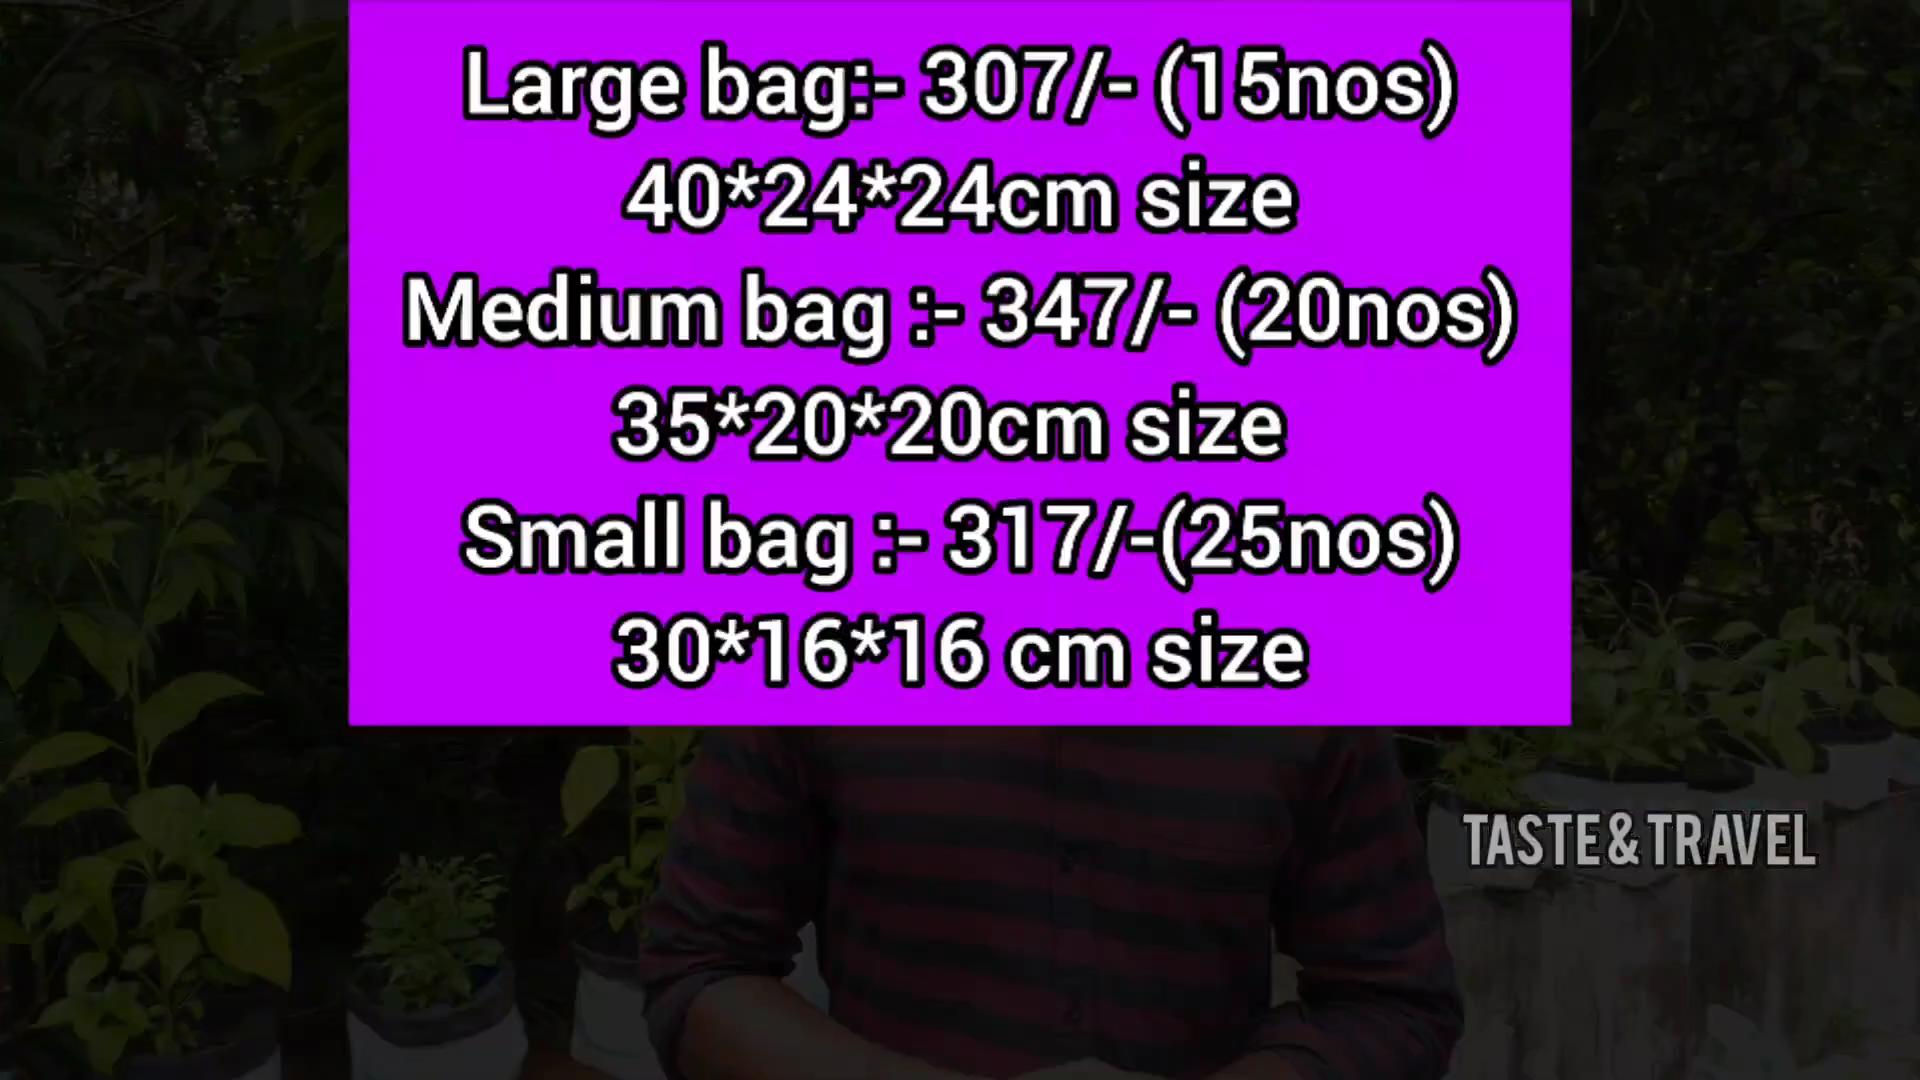 Large bag:- 307/- (15nos)
40*24*24cm size
Medium bag :- 347/- (20nos)
35*20*20cm size
Small bag :- 317/-(25nos)
30*16*16 cm size
TASTE & TRAVEL